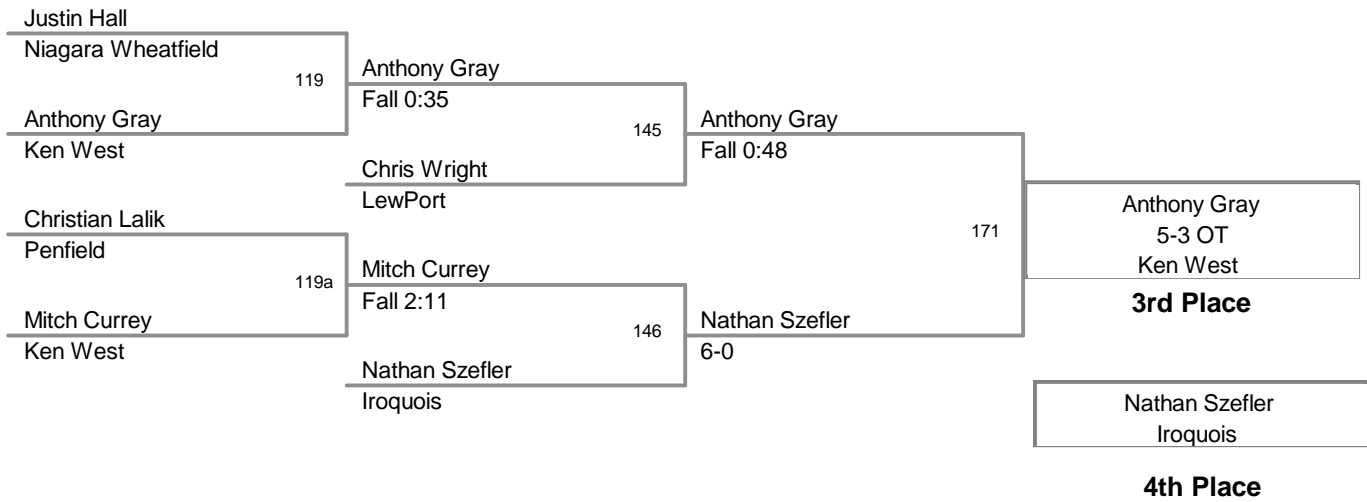 Justin Hall
Niagara Wheatfield
119
Anthony Gray
Fall 0:35
Anthony Gray
Ken West
145
Anthony Gray
Fall 0:48
Chris Wright
LewPort
Christian Lalik
Penfield
171
Anthony Gray
5-3 OT
Ken West
3rd Place
119a
Mitch Currey
Fall 2:11
Mitch Currey
Ken West
146
Nathan Szefler
6-0
Nathan Szefler
Iroquois
Nathan Szefler
Iroquois
4th Place